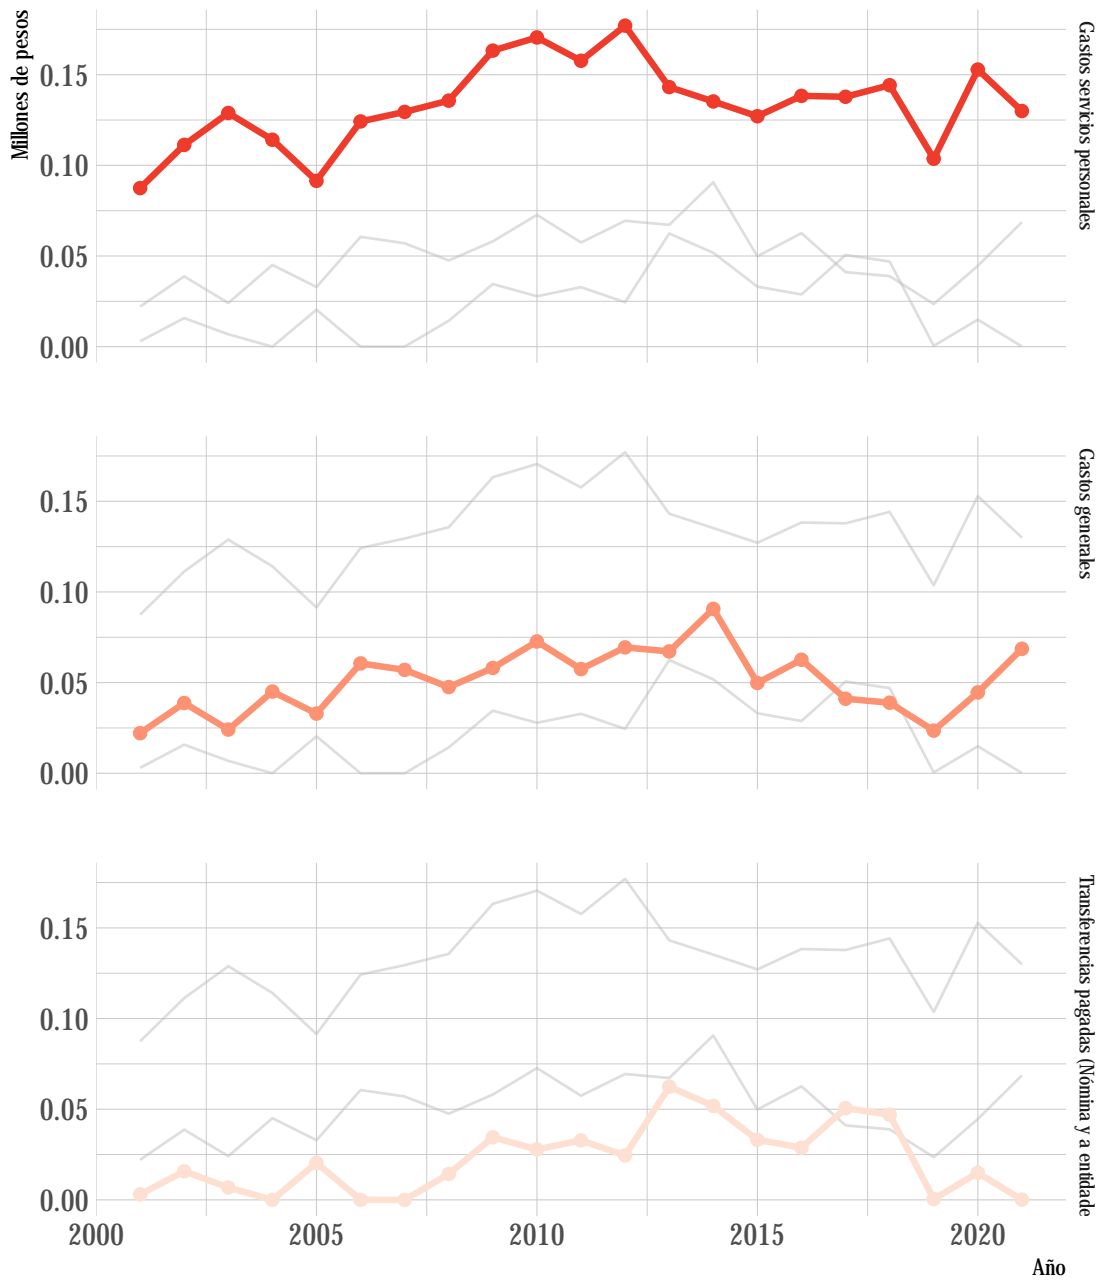 Millones de pesos
0.15
0.10
0.05
0.00
Gastos servicios personales
0.15
0.10
0.05
0.00
Gastos generales
0.15
0.10
0.05
0.00
Transferencias pagadas (Nómina y a entidade
2000 2005 2010 2015 2020
Año